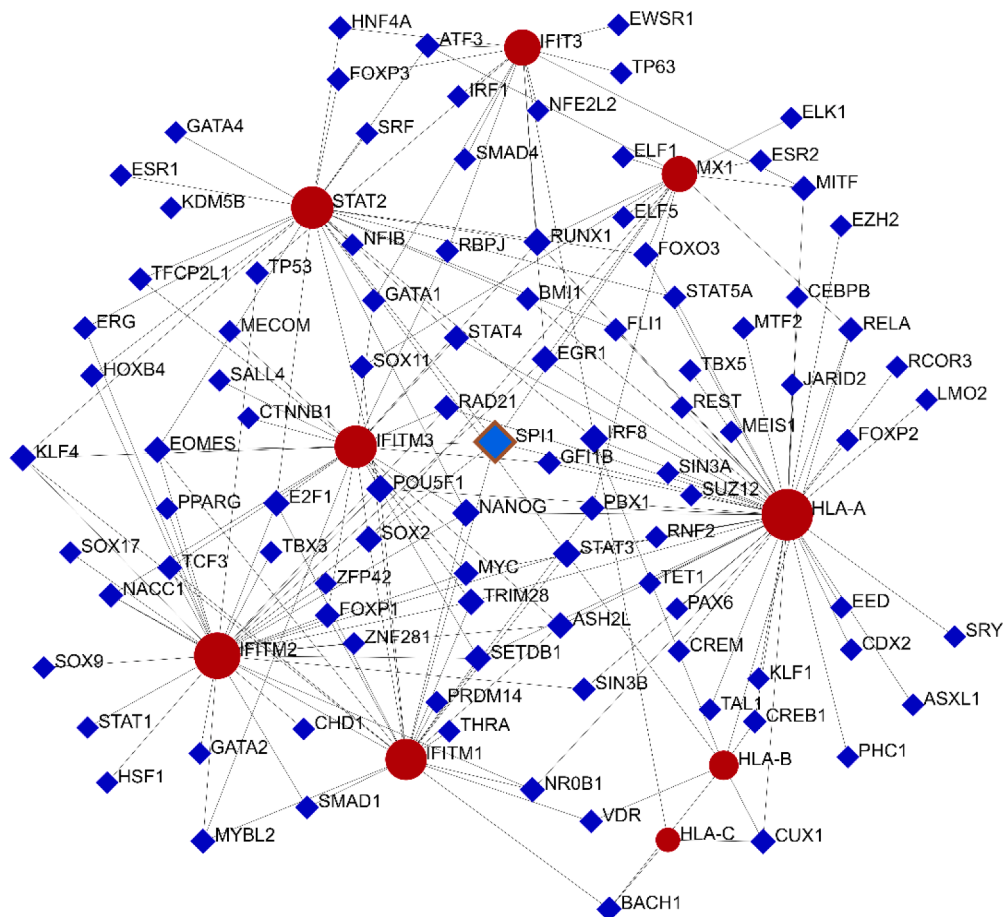 HNF4A
EWSR1
ATF3
IFIT3
FOXP3
TP63
IRF1
NFE2L2
ELK1
GATA4
SRF
SMAD4
ELF1
ESR2
ESR1
MX1
MITF
KDM5B
STAT2
ELF5
EZH2
NFIB
RBPJ
RUNX1
FOXO3
TFCP2L1
TP53
GATA1
BMI1
STAT5A
CEBPB
ERG
MECOM
STAT4
FLI1
MTF2
RELA
HOXB4
SALL4
SOX11
EGR1
TBX5
JARID2
RCOR3
CTNNB1
RAD21
REST
LMO2
KLF4
EOMES
IFITM3
SPI1
IRF8
MEIS1
FOXP2
GFI1B
SIN3A
PPARG
E2F1
POU5F1
SUZ12
NANOG
PBX1
HLA-A
SOX17
TCF3
TBX3
SOX2
STAT3
RNF2
NACC1
ZFP42
MYC
TET1
FOXP1
TRIM28
PAX6
EED
SRY
IFITM2
ZNF281
ASH2L
CREM
CDX2
SOX9
SETDB1
SIN3B
KLF1
STAT1
CHD1
PRDM14
TAL1
CREB1
ASXL1
GATA2
THRA
PHC1
HSF1
IFITM1
NR0B1
HLA-B
SMAD1
VDR
MYBL2
HLA-C
CUX1
BACH1